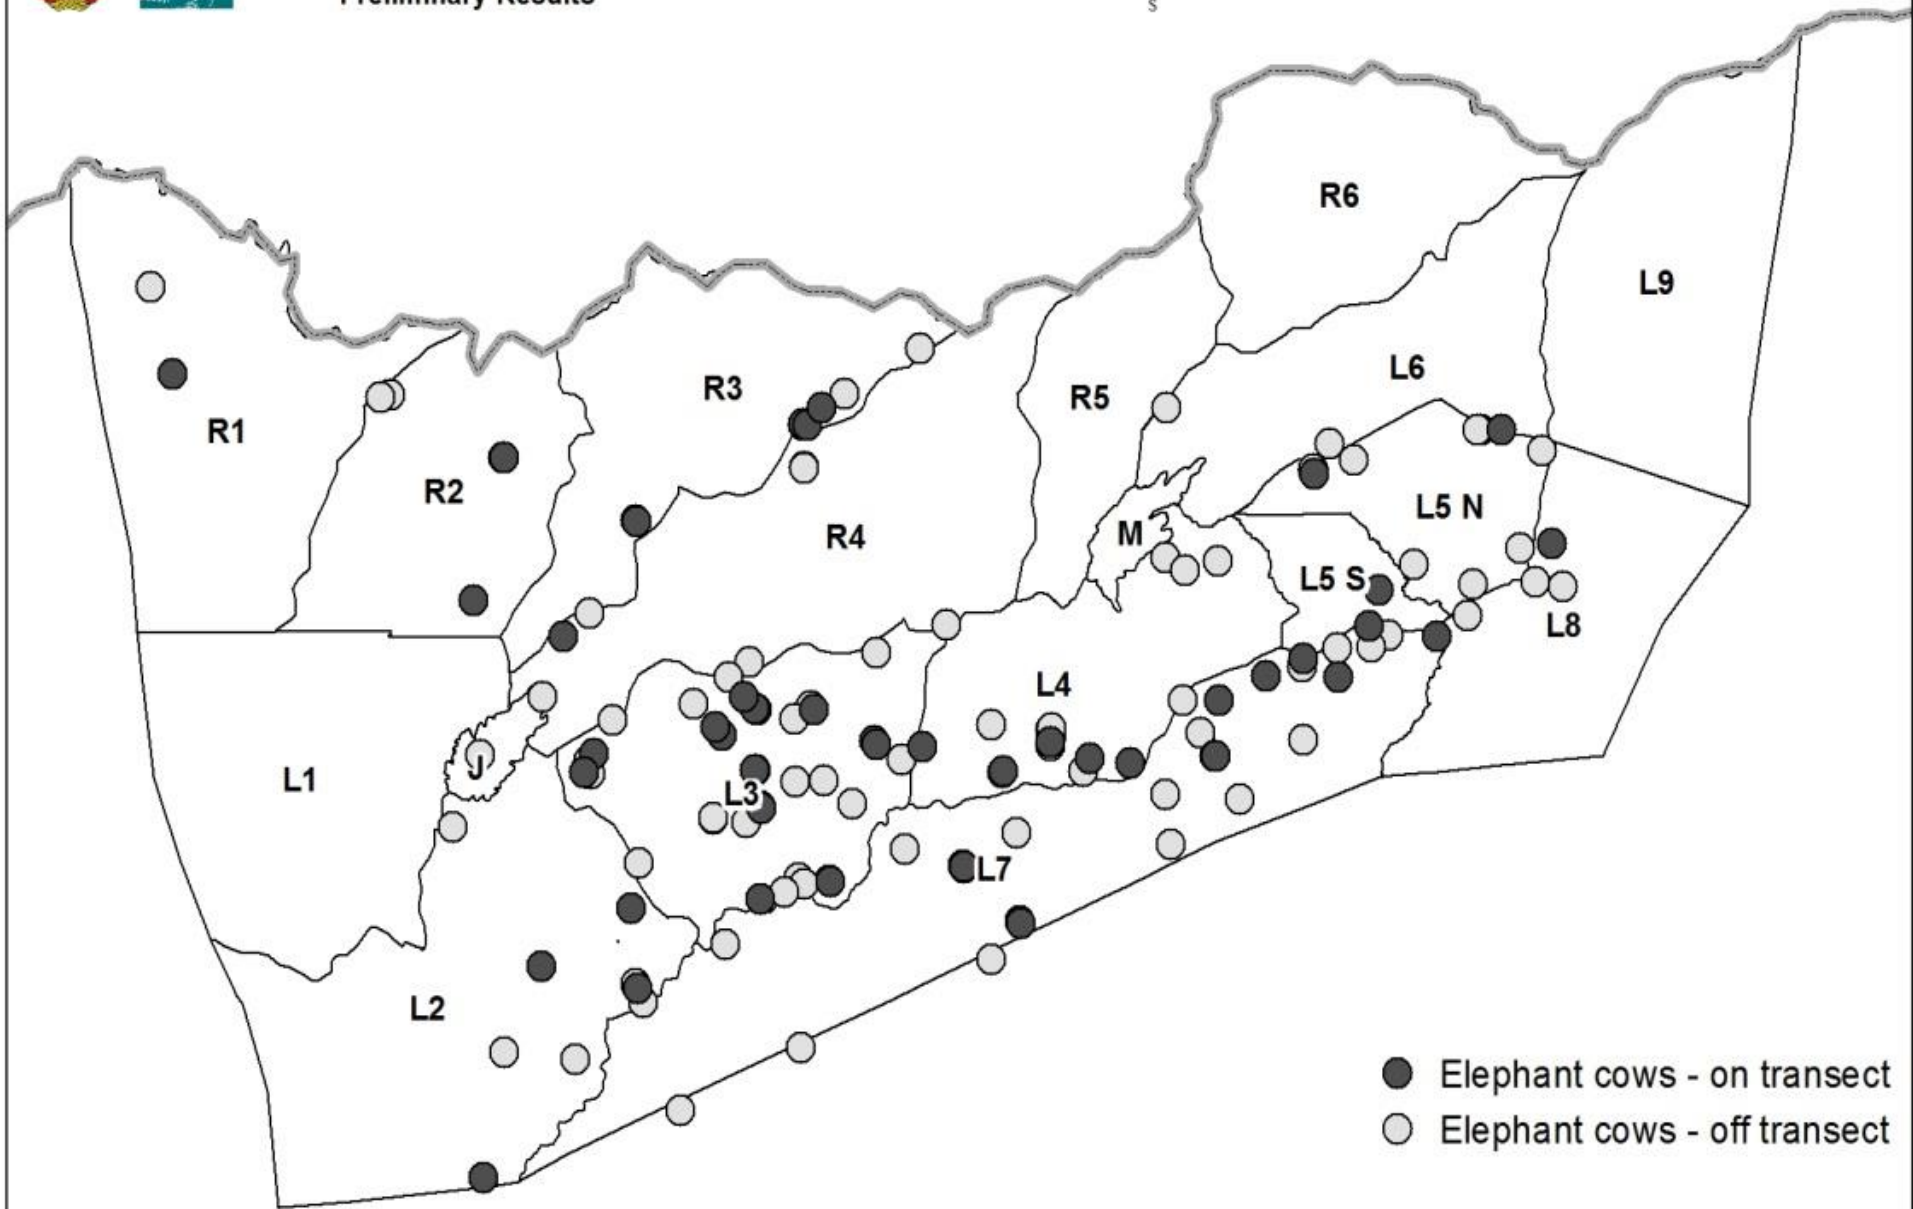 Preliminary Results
S
R6
L9
L6
R3
R5
R1
R2
L5 N
M
R4
L5 S
L8
L4
J
L1
L3
L7
L2
Elephant cows - on transect
Elephant cows - off transect